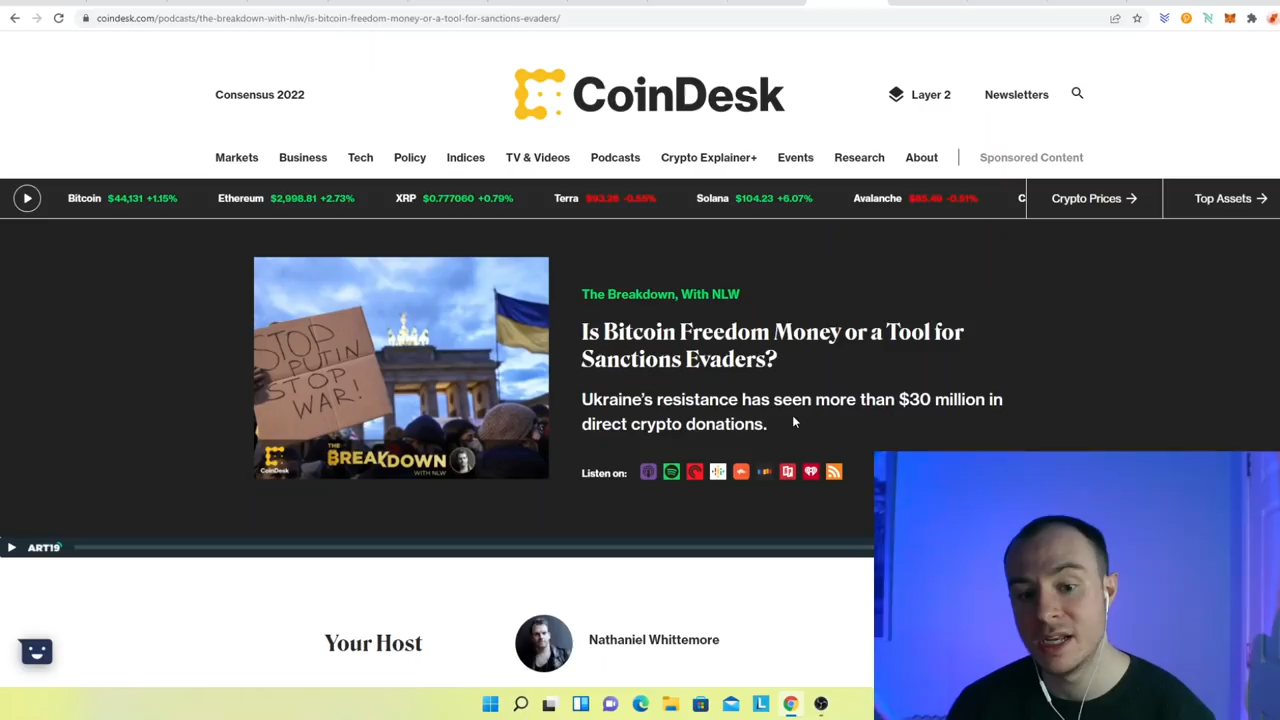 coindesk.com/podcasts/the-breakdown-with-nlw/is-bitcoin-freedom-money-or-a-tool-for-sanctions-evaders/
Consensus 2022
CoinDesk
Layer 2
Newsletters
Markets Business Tech Policy Indices TV & Videos Podcasts Crypto Explainer+ Events Research About Sponsored Content
Bitcoin $44,131 +1.15% Ethereum $2,998.81 +2.73% XRP $0.777060 +0.79% Terra Solana $104.23 +6.07% Avalanche C Crypto Prices → Top Assets →
STOP
PUTIN
STOP
WAR!
CoinDesk
THE
BREAKDOWN
WITH NLW
The Breakdown, With NLW
Is Bitcoin Freedom Money or a Tool for
Sanctions Evaders?
Ukraine’s resistance has seen more than $30 million in
direct crypto donations.
Listen on:
ART19
Your Host
Nathaniel Whittemore